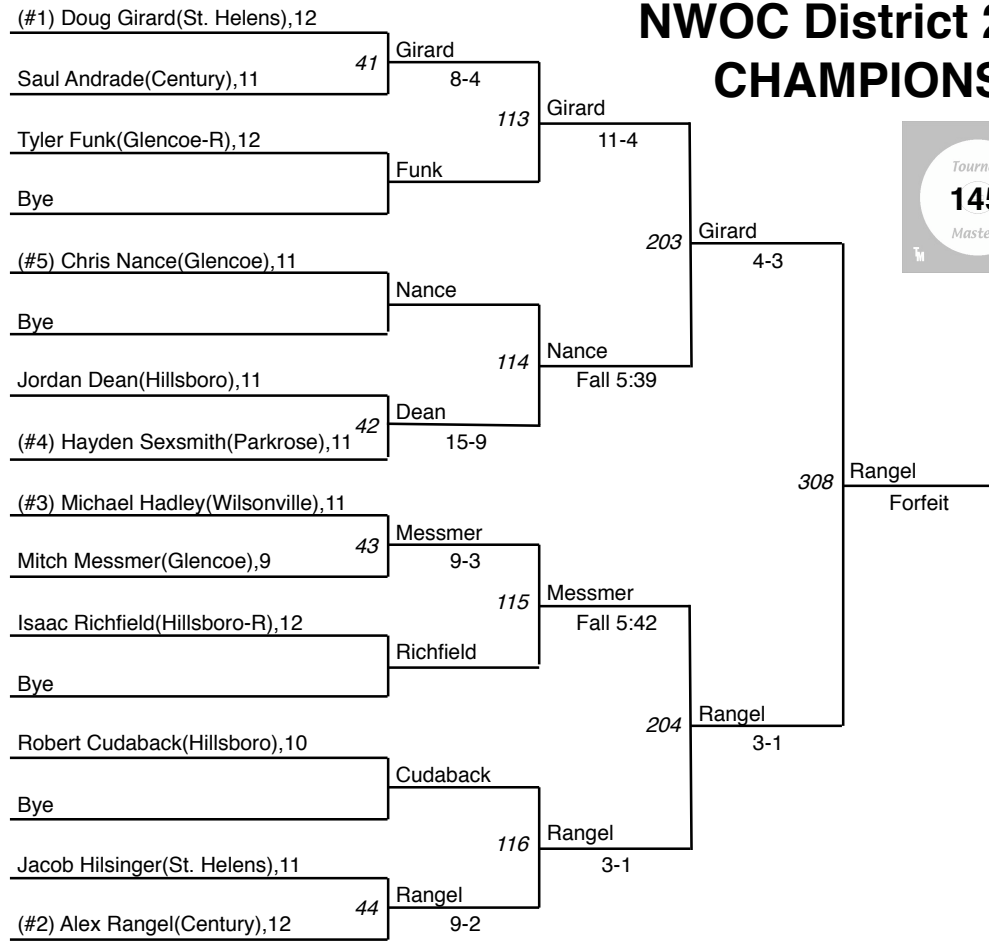 NWOC District 2
CHAMPIONS
(#1) Doug Girard(St. Helens),12
41
Girard
8-4
Saul Andrade(Century),11
113
Girard
11-4
Tyler Funk(Glencoe-R),12
Funk
Bye
203
Girard
4-3
(#5) Chris Nance(Glencoe),11
Nance
Bye
114
Nance
Fall 5:39
Jordan Dean(Hillsboro),11
42
Dean
15-9
(#4) Hayden Sexsmith(Parkrose),11
308
Rangel
Forfeit
(#3) Michael Hadley(Wilsonville),11
43
Messmer
9-3
Mitch Messmer(Glencoe),9
115
Messmer
Fall 5:42
Isaac Richfield(Hillsboro-R),12
Richfield
Bye
204
Rangel
3-1
Robert Cudaback(Hillsboro),10
Cudaback
Bye
116
Rangel
3-1
Jacob Hilsinger(St. Helens),11
44
Rangel
9-2
(#2) Alex Rangel(Century),12
Tourn
145
Maste
TM